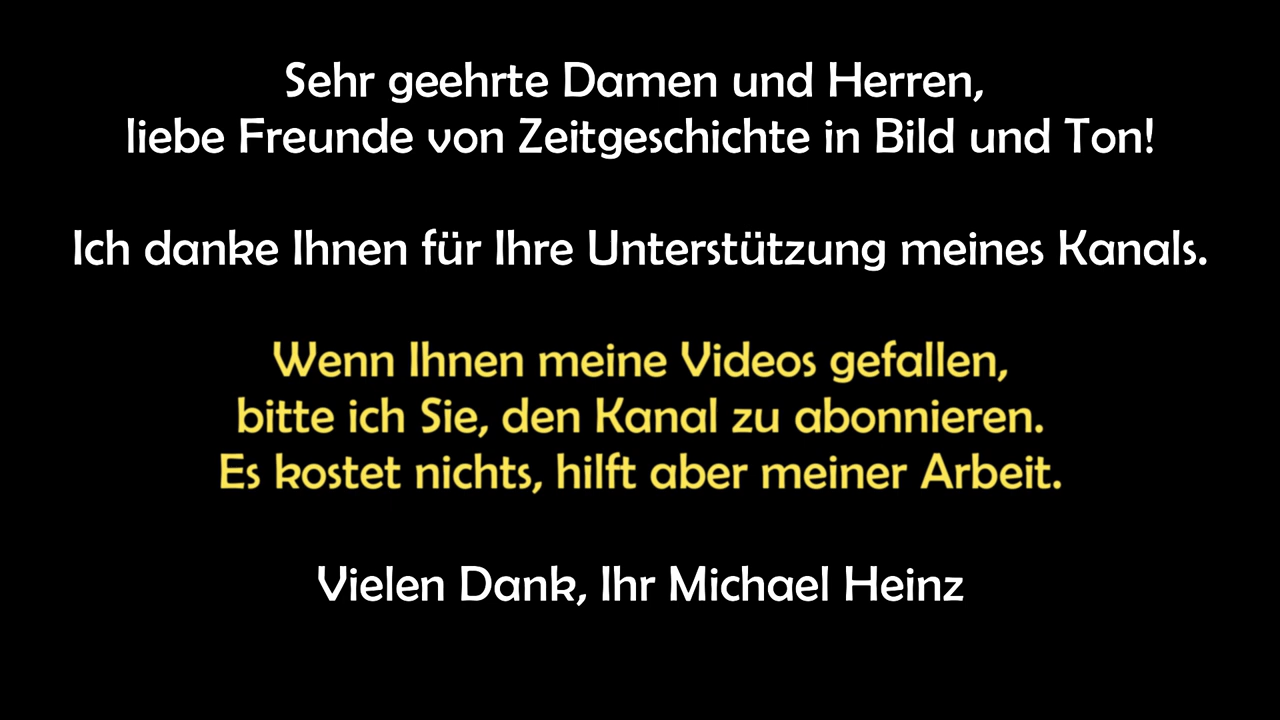 Sehr geehrte Damen und Herren,
liebe Freunde von Zeitgeschichte in Bild und Ton!
Ich danke Ihnen für Ihre Unterstützung meines Kanals.
Wenn Ihnen meine Videos gefallen,
bitte ich Sie, den Kanal zu abonnieren.
Es kostet nichts, hilft aber meiner Arbeit.
Vielen Dank, Ihr Michael Heinz